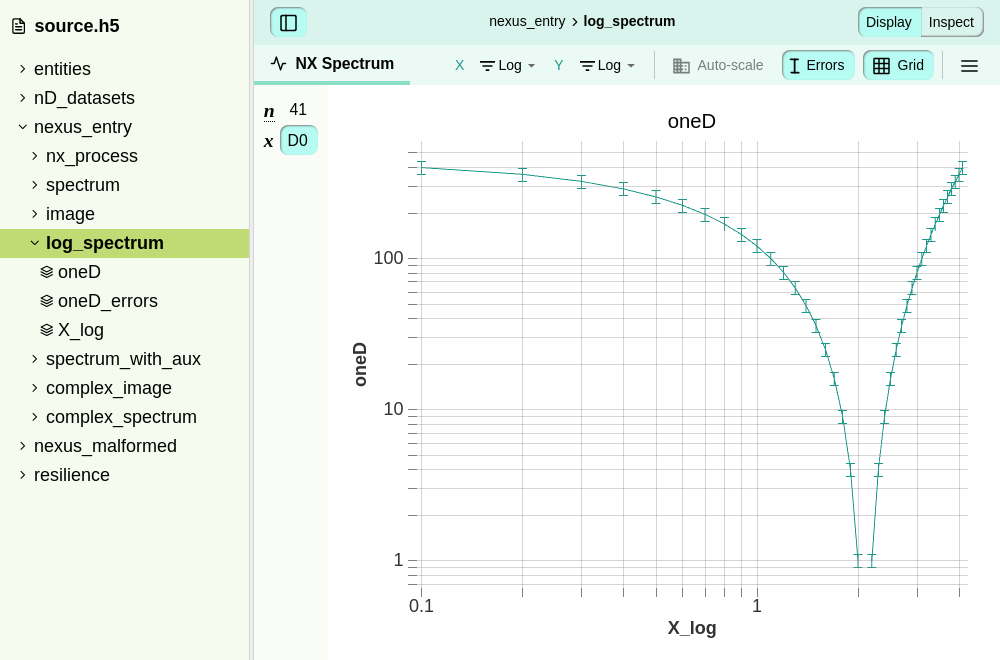 source.h5
entities
nD_datasets
nexus_entry
nx_process
spectrum
image
log_spectrum
oneD
oneD_errors
X_log
spectrum_with_aux
complex_image
complex_spectrum
nexus_malformed
resilience
nexus_entry > log_spectrum
Display Inspect
NX Spectrum
X Log Y Log Auto-scale Errors Grid
n 41
x D0
oneD
100
10
1
oneD
0.1 1
X_log